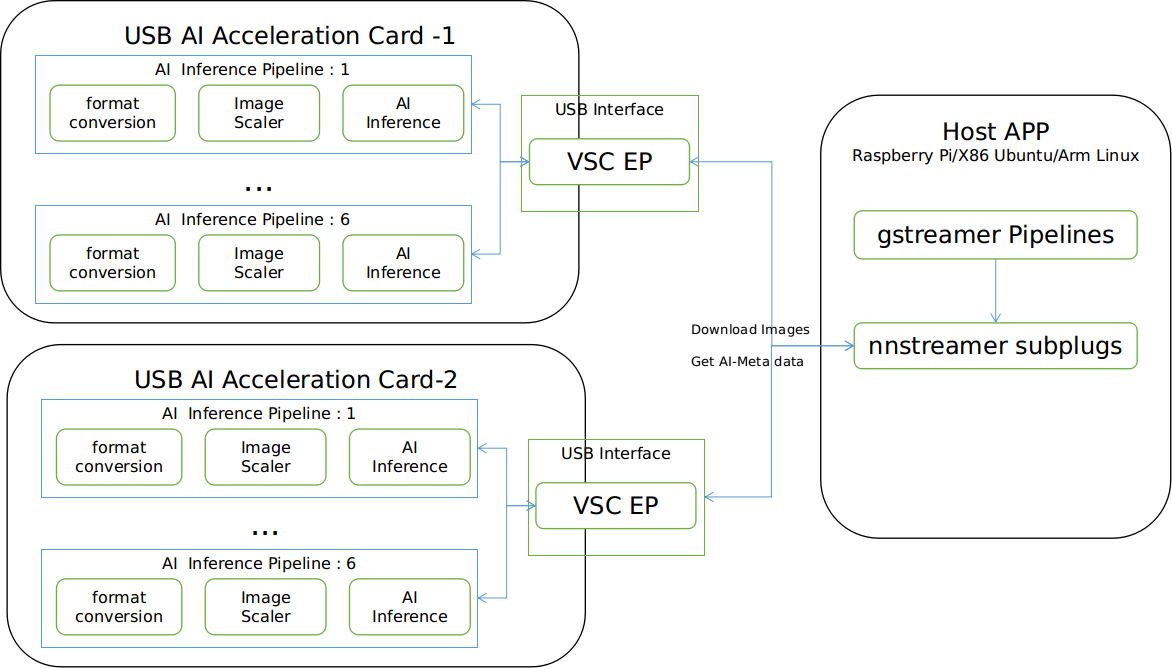 USB AI Acceleration Card -1
AI Inference Pipeline : 1
format
conversion
Image
Scaler
AI
Inference
...
AI Inference Pipeline : 6
format
conversion
Image
Scaler
AI
Inference
USB Interface
VSC EP
USB AI Acceleration Card-2
AI Inference Pipeline : 1
format
conversion
Image
Scaler
AI
Inference
...
AI Inference Pipeline : 6
format
conversion
Image
Scaler
AI
Inference
USB Interface
VSC EP
Download Images
Get AI-Meta data
Host APP
Raspberry Pi/X86 Ubuntu/Arm Linux
gstreamer Pipelines
nnstreamer subplugs